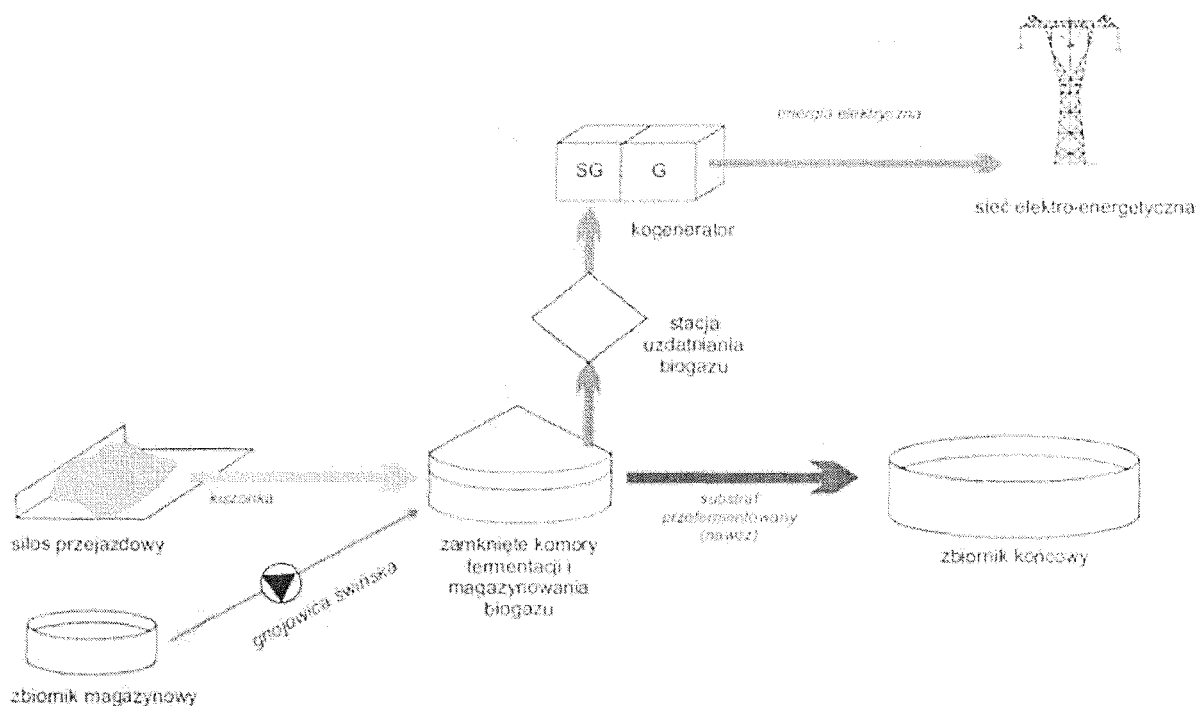 energia elektryczna
SG
G
sieć elektro-energetyczna
kogenerator
stacja
uzdatniania
biogazu
kiszonka
substrat
przefermentowany
(nawóz)
silos przejazdowy
zamknięte komory
fermentacji i
magazynowania
biogazu
zbiornik końcowy
gnojowica świńska
zbiornik magazynowy